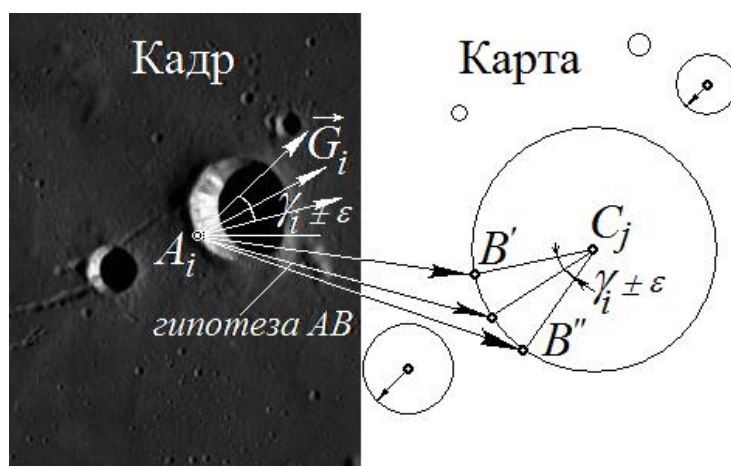 Кадр
Карта
G⃗ᵢ
γᵢ ± ε
Aᵢ
гипотеза AB
B′
Cⱼ
γᵢ ± ε
B″